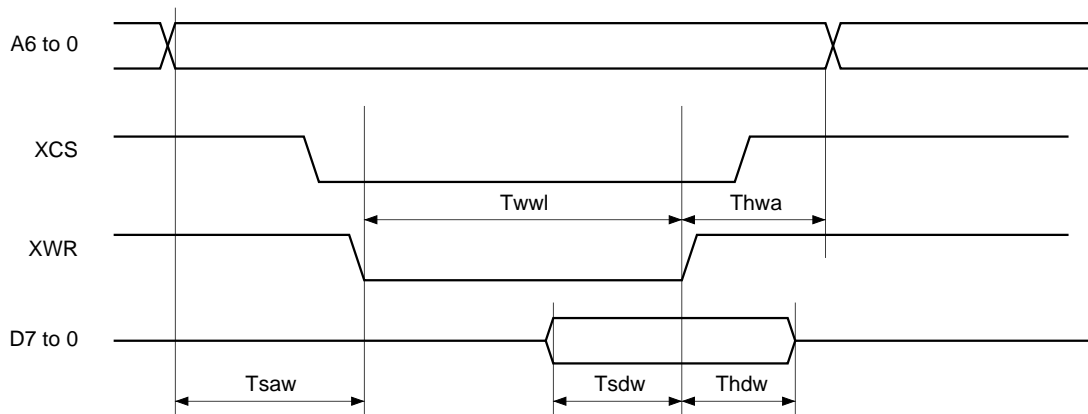 A6 to 0
XCS
Twwl Thwa
XWR
D7 to 0
Tsaw Tsdw Thdw